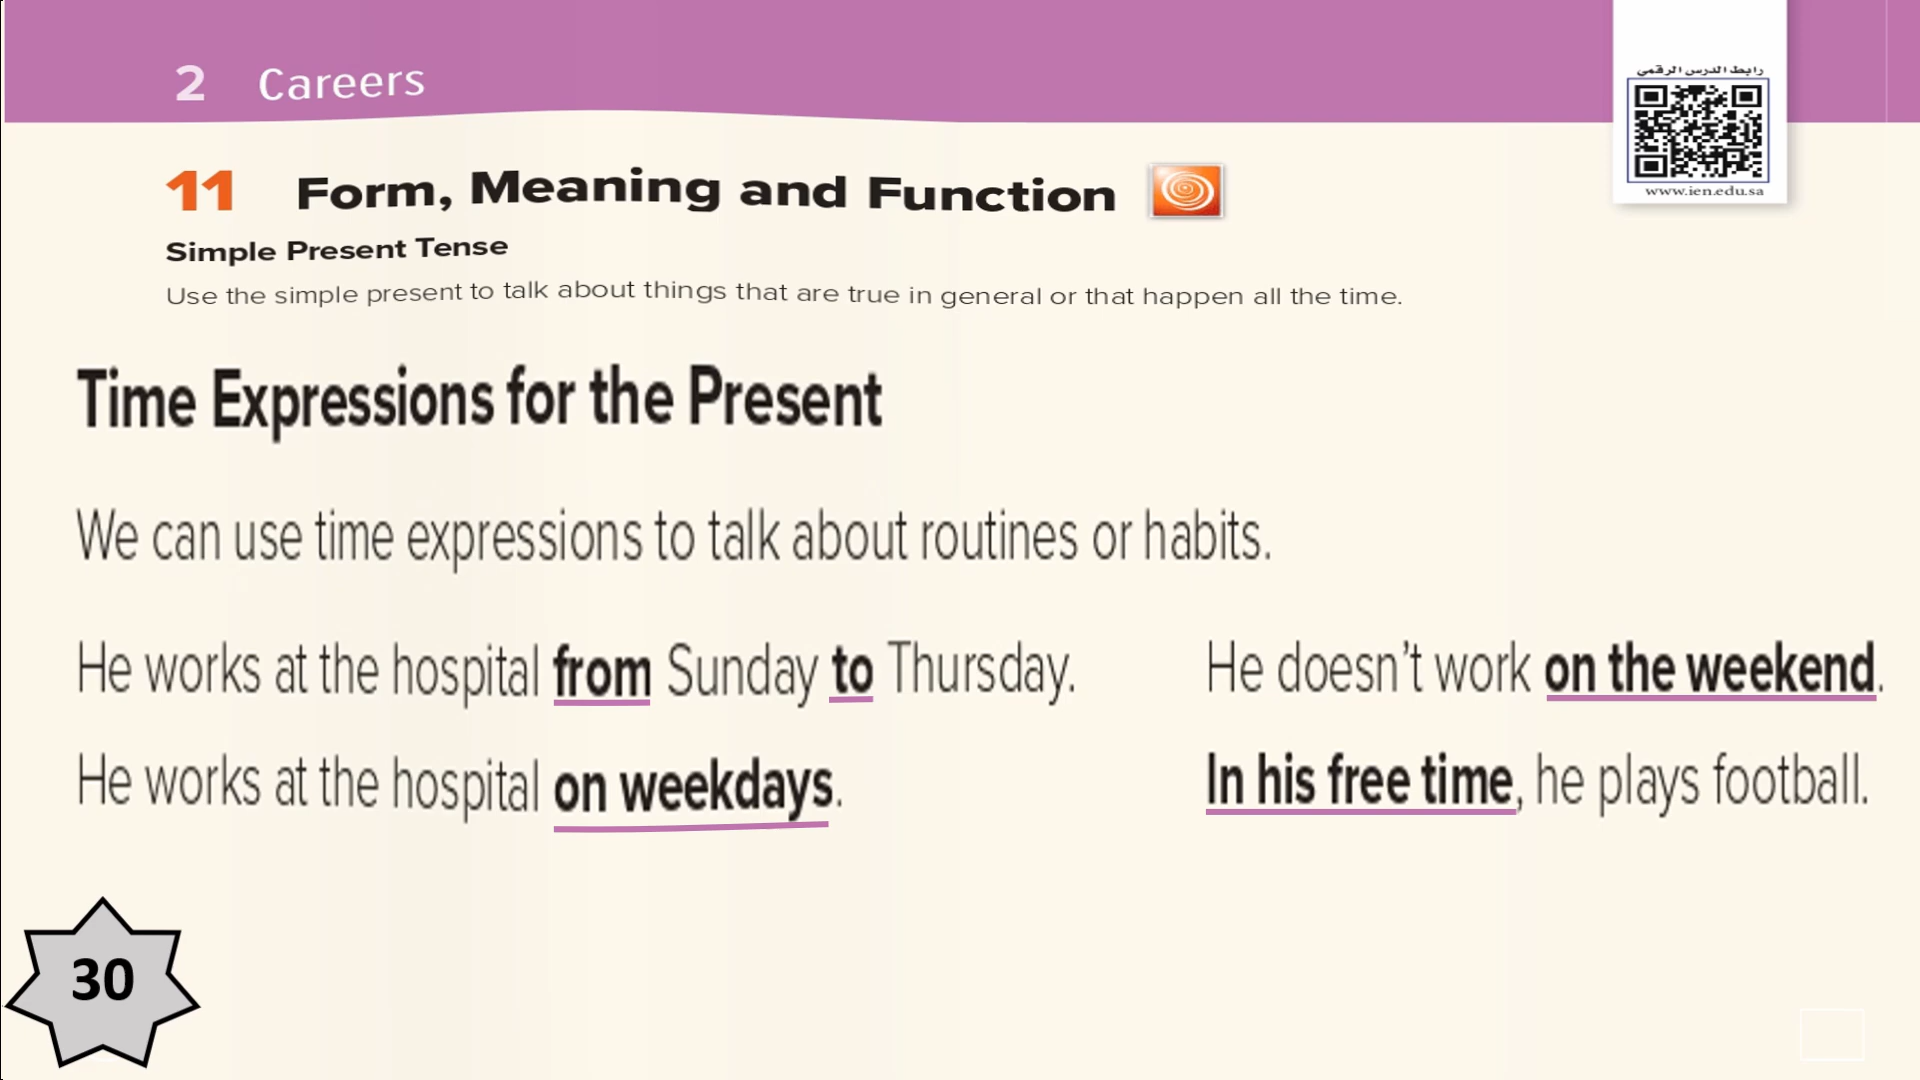 2 Careers
رابط الدرس الرقمي
www.ien.edu.sa
11 Form, Meaning and Function
Simple Present Tense
Use the simple present to talk about things that are true in general or that happen all the time.
Time Expressions for the Present
We can use time expressions to talk about routines or habits.
He works at the hospital from Sunday to Thursday.
He works at the hospital on weekdays.
He doesn't work on the weekend.
In his free time, he plays football.
30